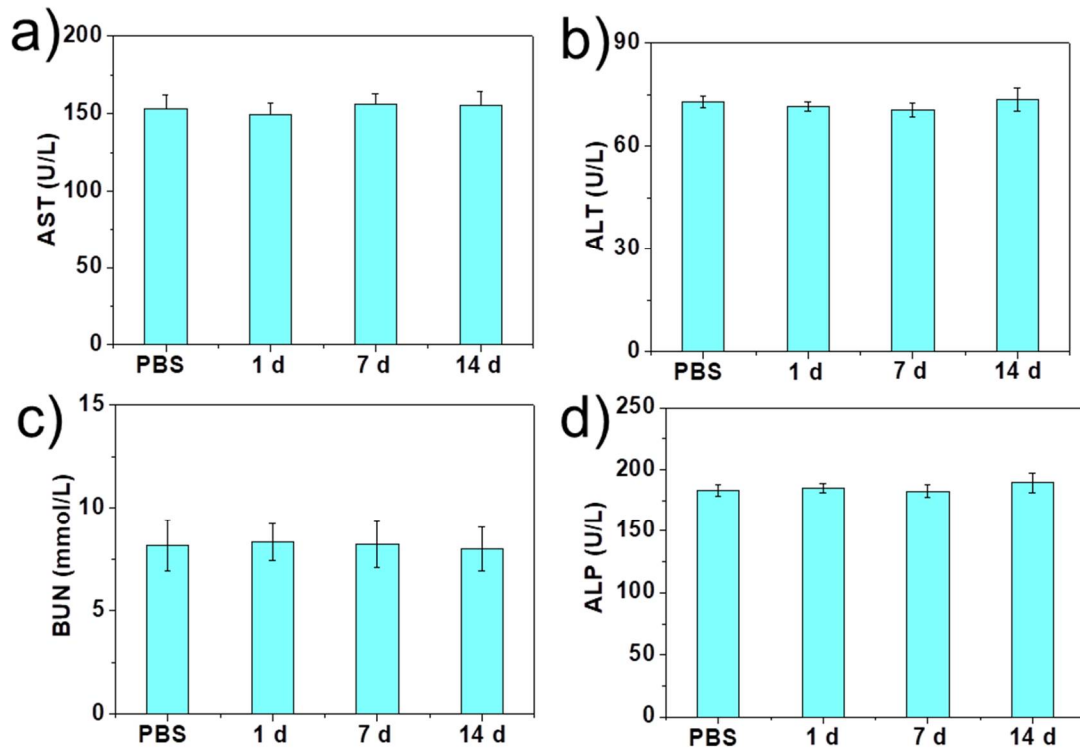 a)
200
150
100
50
0
AST (U/L)
PBS 1 d 7 d 14 d
b)
90
60
30
0
ALT (U/L)
PBS 1 d 7 d 14 d
c)
15
10
5
0
BUN (mmol/L)
PBS 1 d 7 d 14 d
d)
250
200
150
100
50
0
ALP (U/L)
PBS 1 d 7 d 14 d